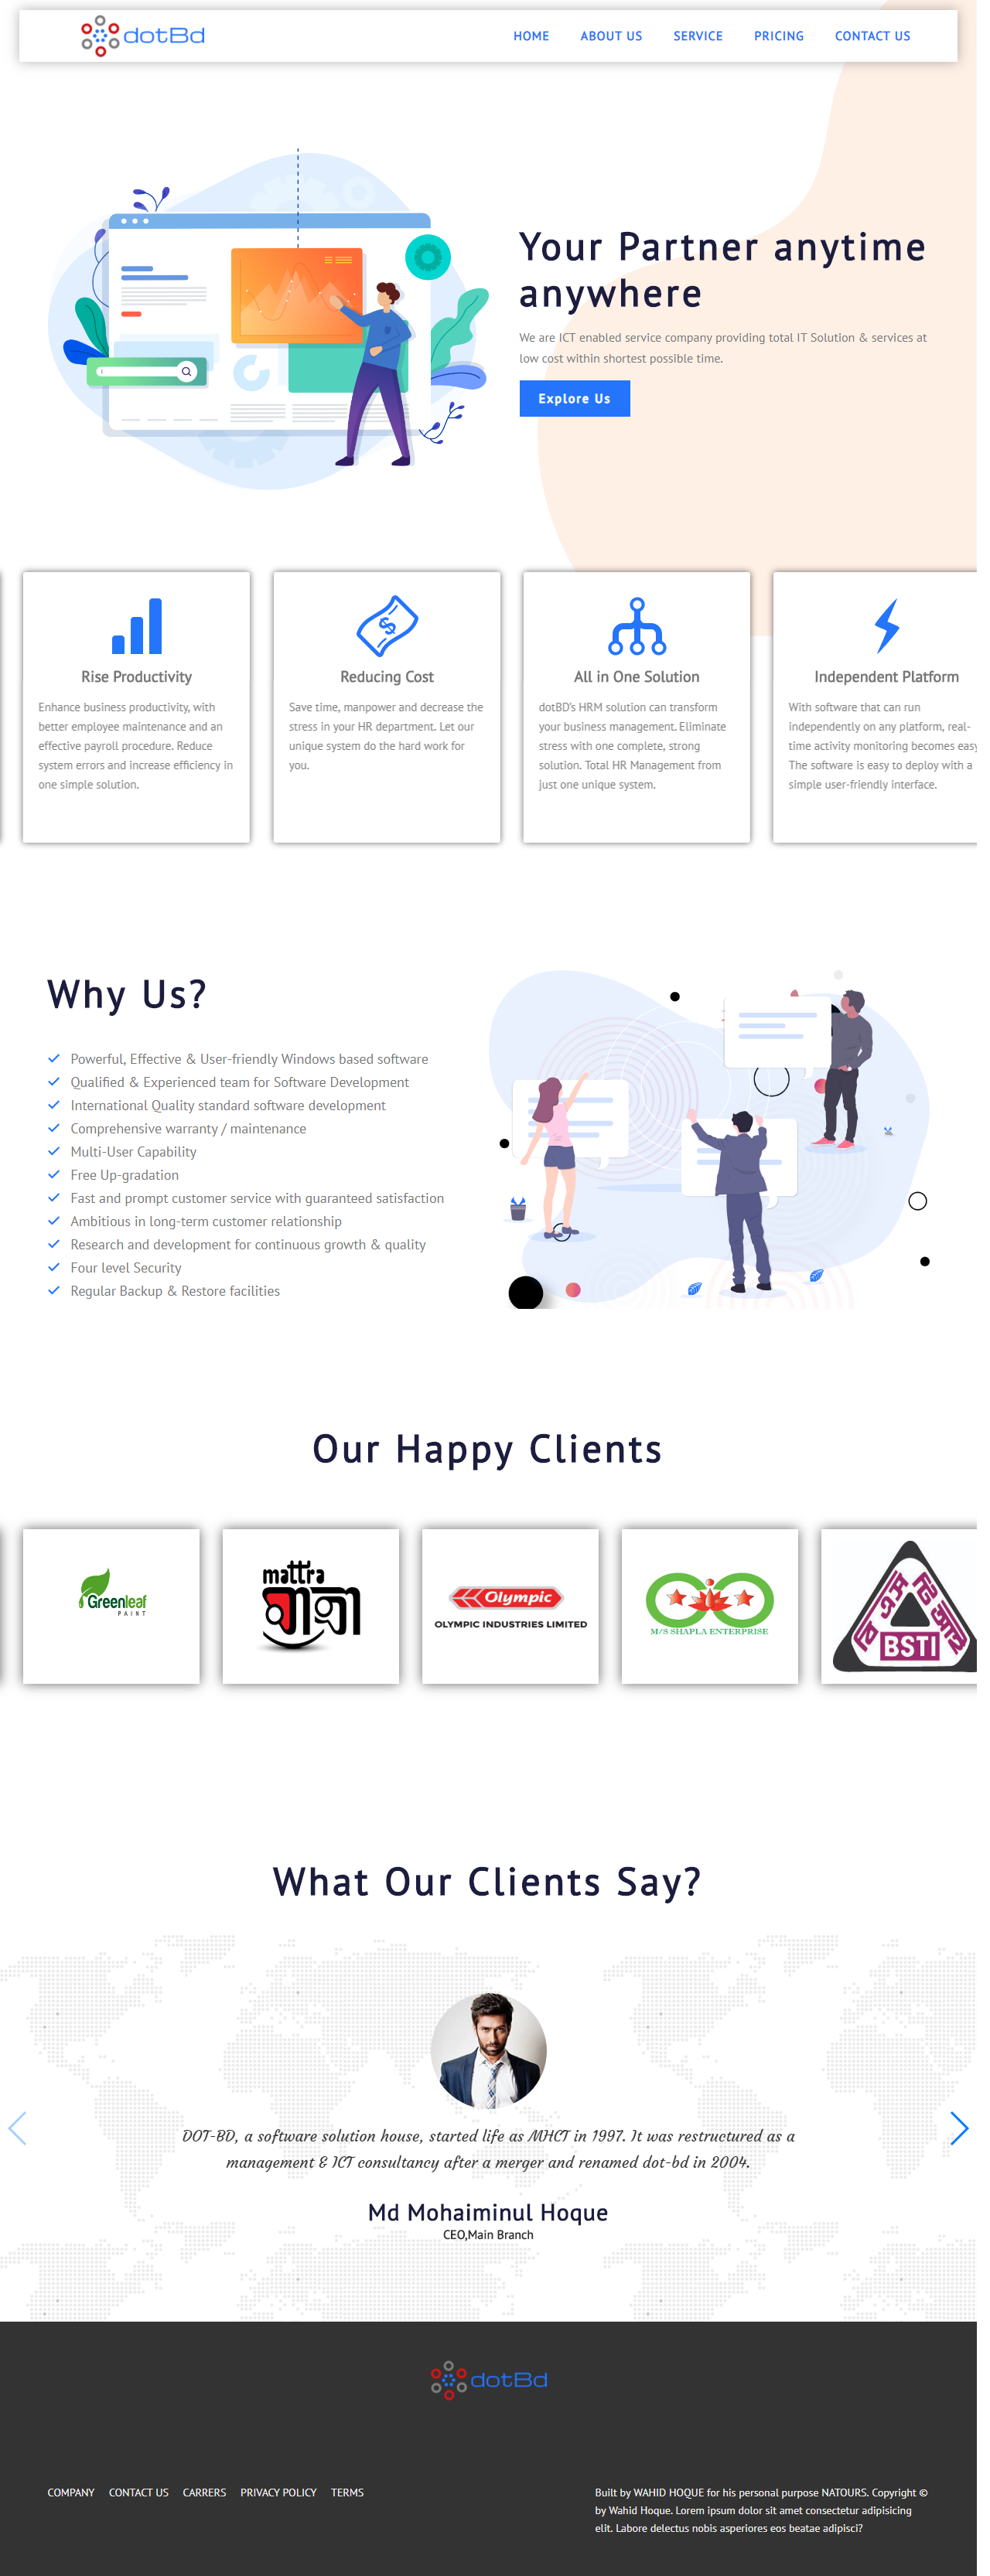 dotBd
HOME
ABOUT US
SERVICE
PRICING
CONTACT US
Your Partner anytime
anywhere
We are ICT enabled service company providing total IT Solution & services at
low cost within shortest possible time.
Explore Us
Rise Productivity
Enhance business productivity, with
better employee maintenance and an
effective payroll procedure. Reduce
system errors and increase efficiency in
one simple solution.
Reducing Cost
Save time, manpower and decrease the
stress in your HR department. Let our
unique system do the hard work for
you.
All in One Solution
dotBD's HRM solution can transform
your business management. Eliminate
stress with one complete, strong
solution. Total HR Management from
just one unique system.
Independent Platform
With software that can run
independently on any platform, real-
time activity monitoring becomes easy
The software is easy to deploy with a
simple user-friendly interface.
Why Us?
Powerful, Effective & User-friendly Windows based software
Qualified & Experienced team for Software Development
International Quality standard software development
Comprehensive warranty / maintenance
Multi-User Capability
Free Up-gradation
Fast and prompt customer service with guaranteed satisfaction
Ambitious in long-term customer relationship
Research and development for continuous growth & quality
Four level Security
Regular Backup & Restore facilities
Our Happy Clients
Greenleaf
PAINT
mattra
মাত্রা
Olympic
OLYMPIC INDUSTRIES LIMITED
M/S SHAPLA ENTERPRISE
বি এস টি আই
BSTI
What Our Clients Say?
DOT-BD, a software solution house, started life as MHCT in 1997. It was restructured as a
management & ICT consultancy after a merger and renamed dot-bd in 2004.
Md Mohaiminul Hoque
CEO,Main Branch
dotBd
COMPANY
CONTACT US
CARRERS
PRIVACY POLICY
TERMS
Built by WAHID HOQUE for his personal purpose NATOURS. Copyright ©
by Wahid Hoque. Lorem ipsum dolor sit amet consectetur adipisicing
elit. Labore delectus nobis asperiores eos beatae adipisci?